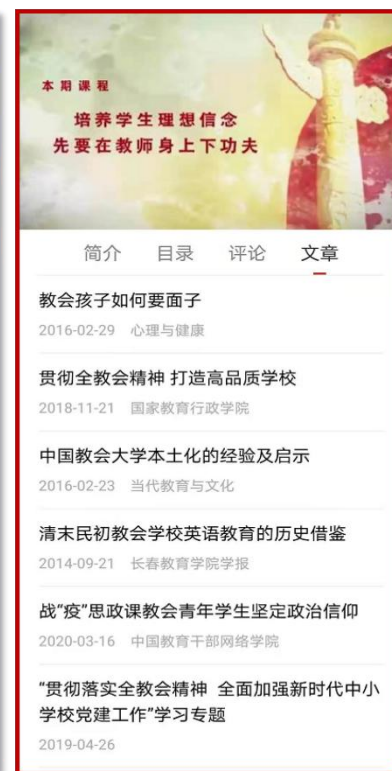 本期课程
培养学生理想信念
先要在教师身上下功夫
简介 目录 评论 文章
教会孩子如何要面子
2016-02-29 心理与健康
贯彻全教会精神 打造高品质学校
2018-11-21 国家教育行政学院
中国教会大学本土化的经验及启示
2016-02-23 当代教育与文化
清末民初教会学校英语教育的历史借鉴
2014-09-21 长春教育学院学报
战"疫"思政课教会青年学生坚定政治信仰
2020-03-16 中国教育干部网络学院
"贯彻落实全教会精神 全面加强新时代中小
学校党建工作"学习专题
2019-04-26